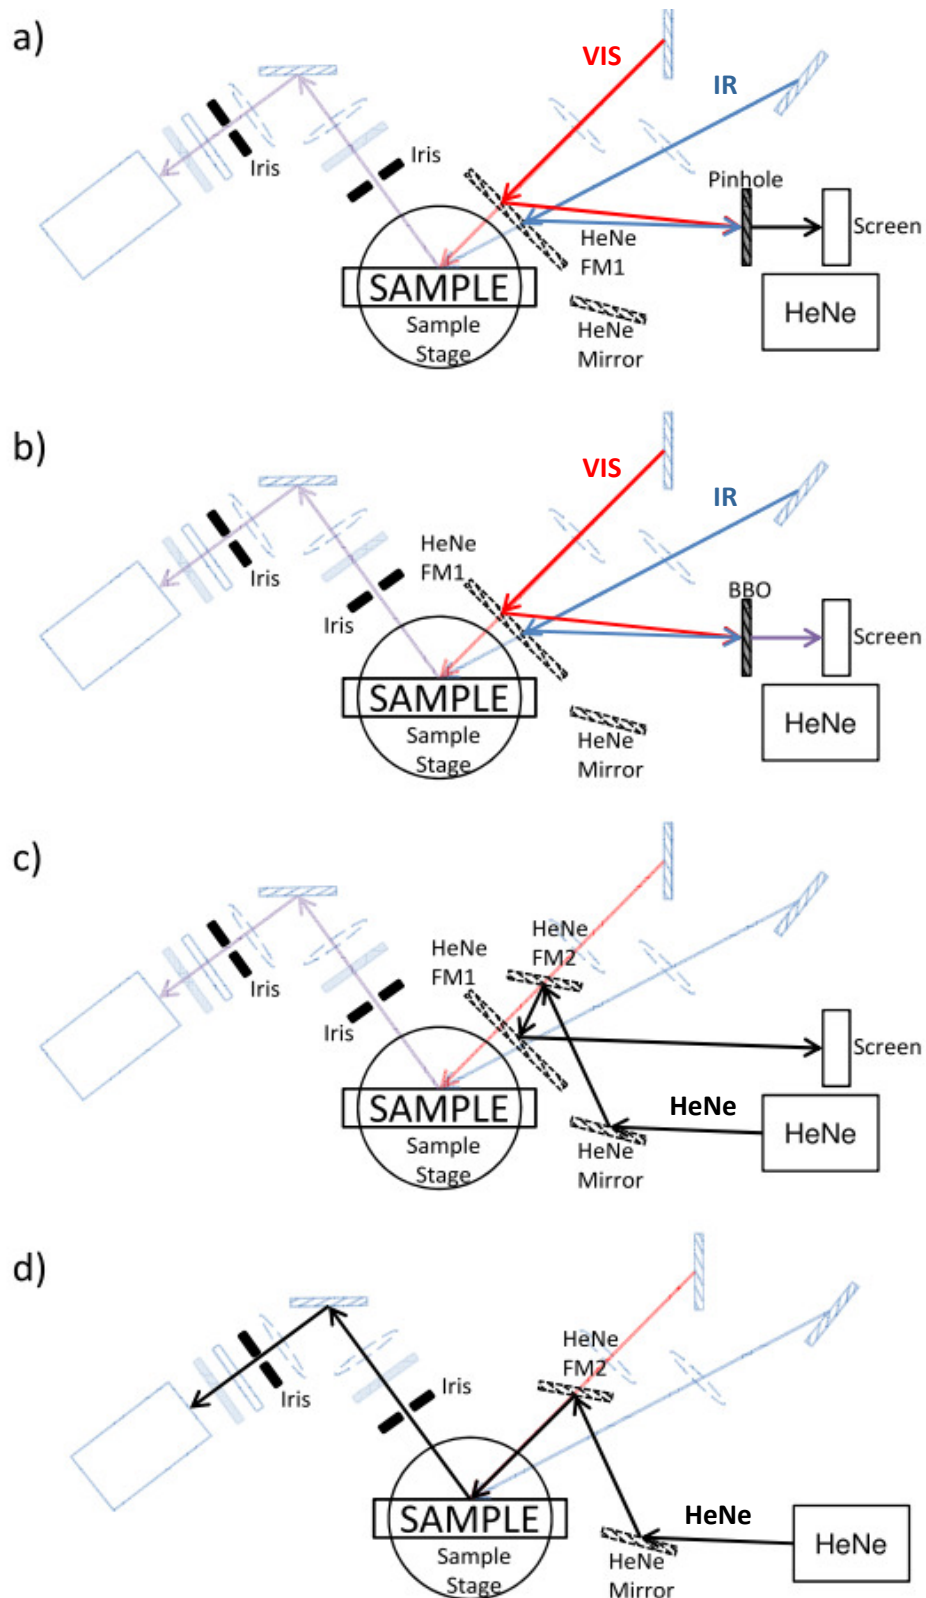 a)
VIS
IR
Iris
Iris
Pinhole
Screen
HeNe
FM1
SAMPLE
Sample
Stage
HeNe
Mirror
HeNe
b)
VIS
IR
HeNe
FM1
Iris
Iris
BBO
Screen
SAMPLE
Sample
Stage
HeNe
Mirror
HeNe
c)
HeNe
FM2
HeNe
FM1
Iris
Iris
Screen
SAMPLE
Sample
Stage
HeNe
Mirror
HeNe
HeNe
d)
HeNe
FM2
Iris
Iris
SAMPLE
Sample
Stage
HeNe
Mirror
HeNe
HeNe